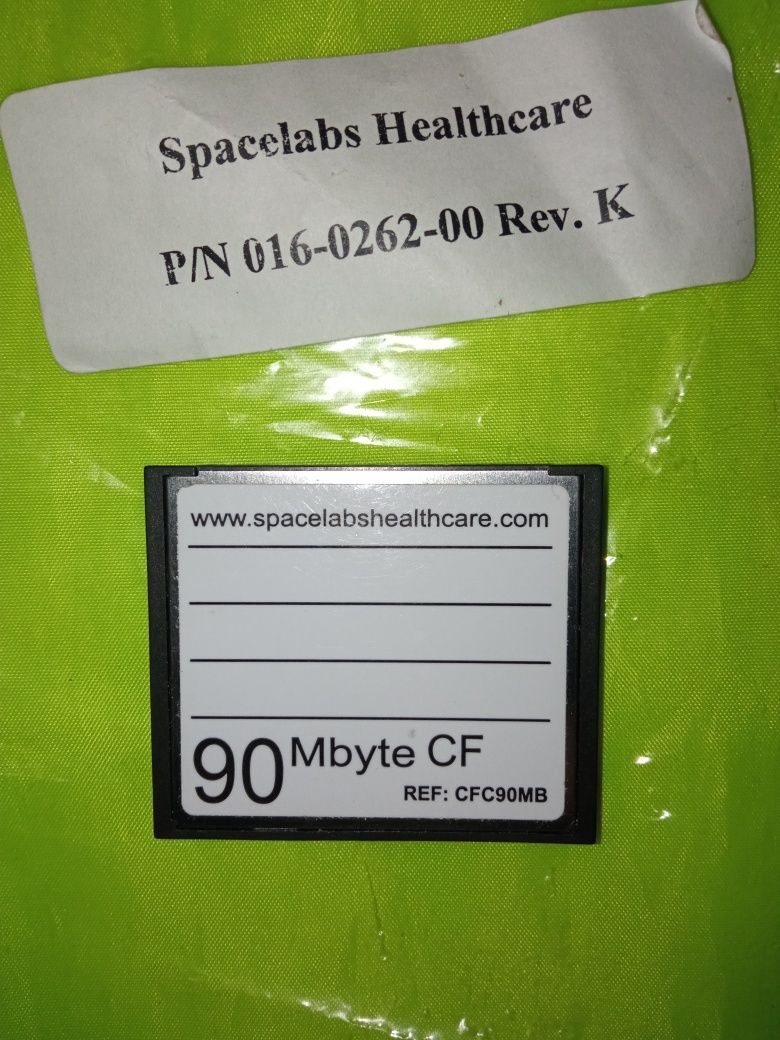 Spacelabs Healthcare
P/N 016-0262-00 Rev. K
www.spacelabshealthcare.com
90 Mbyte CF
REF: CFC90MB